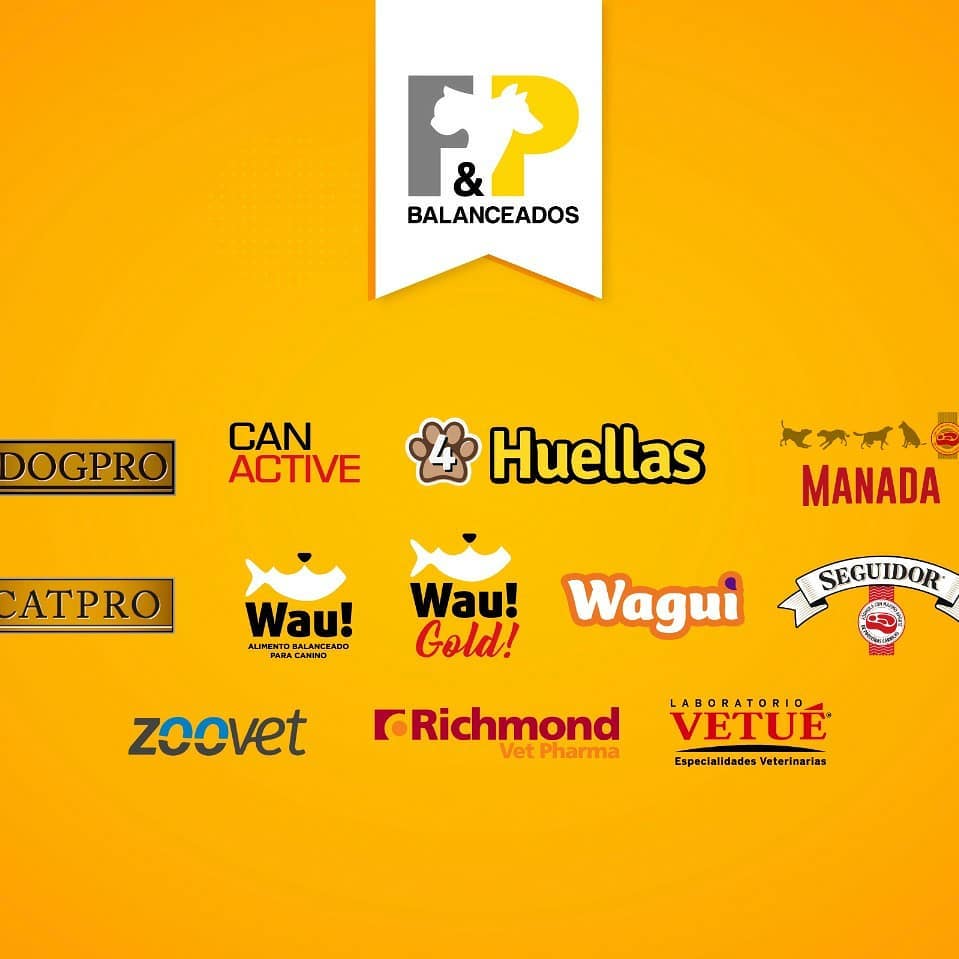 F&P
BALANCEADOS
DOGPRO
CAN
ACTIVE
4 Huellas
MANADA
CATPRO
Wau!
ALIMENTO BALANCEADO
PARA CANINO
Wau!
Gold!
Wagui
SEGUIDOR
zoovet
Richmond
Vet Pharma
LABORATORIO
VETUÉ®
Especialidades Veterinarias